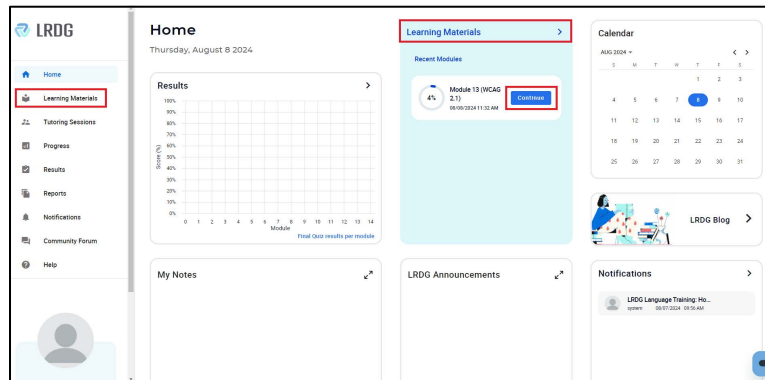 LRDG
Home
Learning Materials
Tutoring Sessions
Progress
Results
Reports
Notifications
Community Forum
Help
Home
Thursday, August 8 2024
Results
Score (%)
100%
90%
80%
70%
60%
50%
40%
30%
20%
10%
0%
0 1 2 3 4 5 6 7 8 9 10 11 12 13 14
Module
Final Quiz results per module
My Notes
Learning Materials
Recent Modules
4%
Module 13 (WCAG
2.1)
08/08/2024 11:32 AM
Continue
LRDG Announcements
Calendar
AUG 2024
S M T W T F S
1 2 3
4 5 6 7 8 9 10
11 12 13 14 15 16 17
18 19 20 21 22 23 24
25 26 27 28 29 30 31
LRDG Blog
Notifications
LRDG Language Training: Ho...
system 08/07/2024 09:56 AM